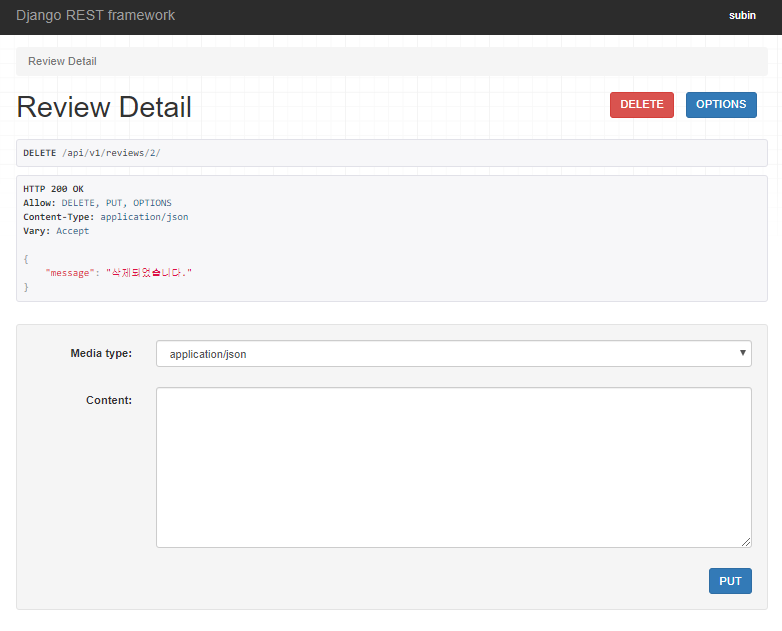 Django REST framework
subin
Review Detail
Review Detail
DELETE
OPTIONS
DELETE /api/v1/reviews/2/
HTTP 200 OK
Allow: DELETE, PUT, OPTIONS
Content-Type: application/json
Vary: Accept
{
"message": "삭제되었습니다."
}
Media type:
application/json
Content:
PUT